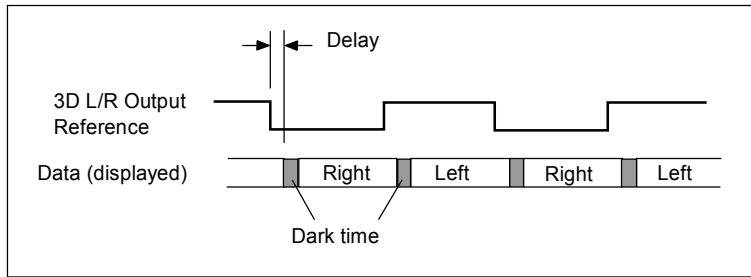 Delay
3D L/R Output
Reference
Data (displayed)
Right
Left
Right
Left
Dark time